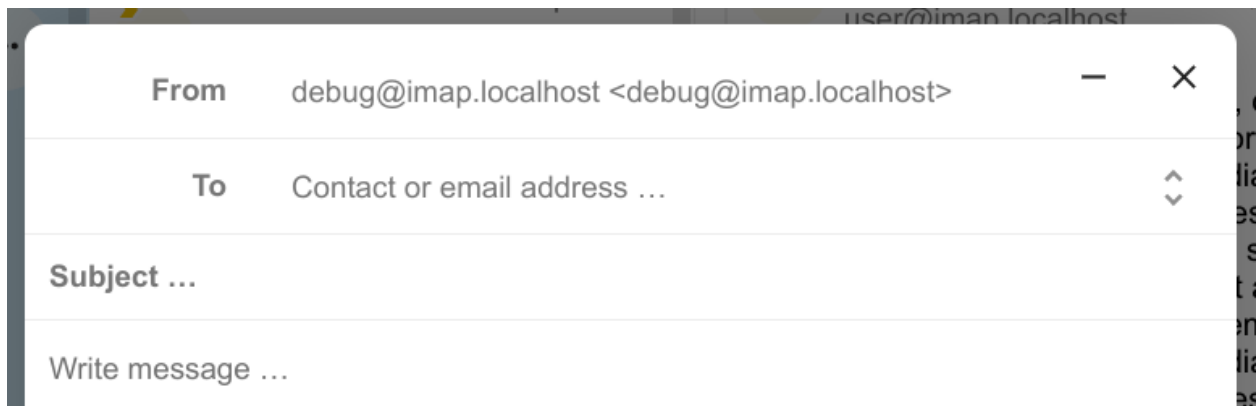 user@imap.localhost
From debug@imap.localhost <debug@imap.localhost>
To Contact or email address …
Subject …
Write message …